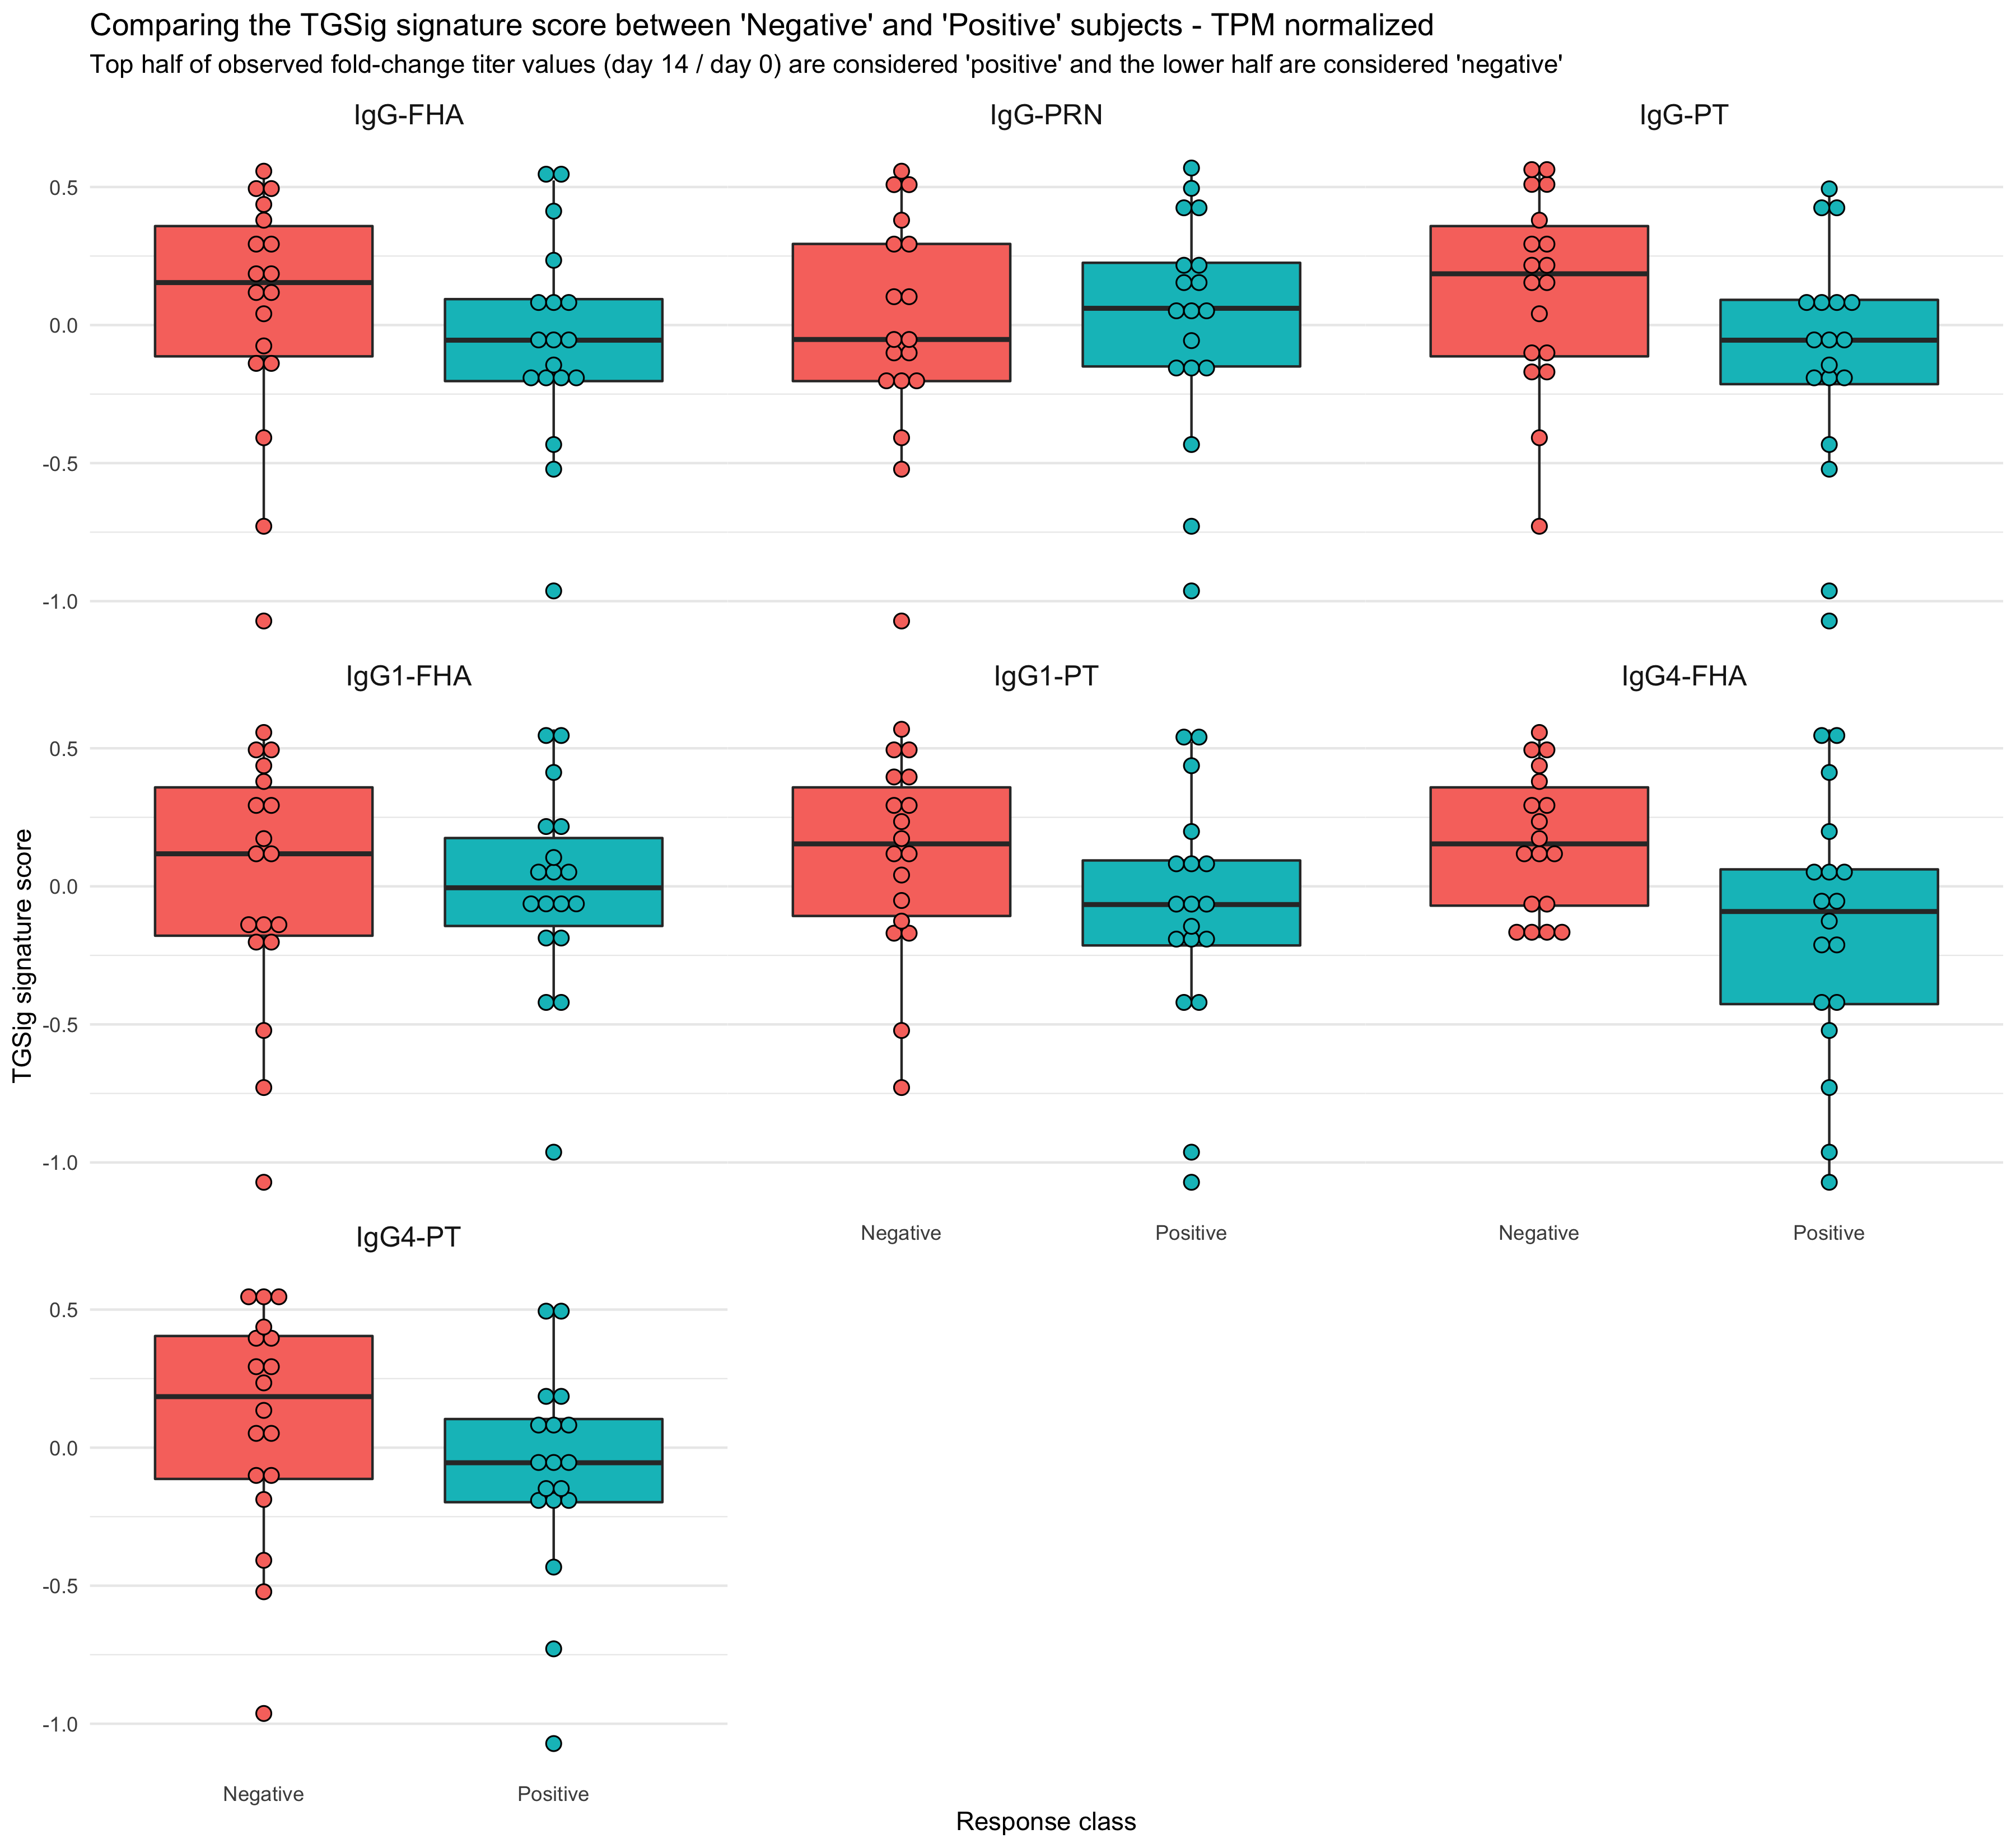 Comparing the TGSig signature score between 'Negative' and 'Positive' subjects - TPM normalized
Top half of observed fold-change titer values (day 14 / day 0) are considered 'positive' and the lower half are considered 'negative'
IgG-FHA
IgG-PRN
IgG-PT
0.5
0.0
-0.5
-1.0
IgG1-FHA
IgG1-PT
IgG4-FHA
0.5
0.0
-0.5
-1.0
TGSig signature score
Negative
Positive
Negative
Positive
IgG4-PT
0.5
0.0
-0.5
-1.0
Negative
Positive
Response class